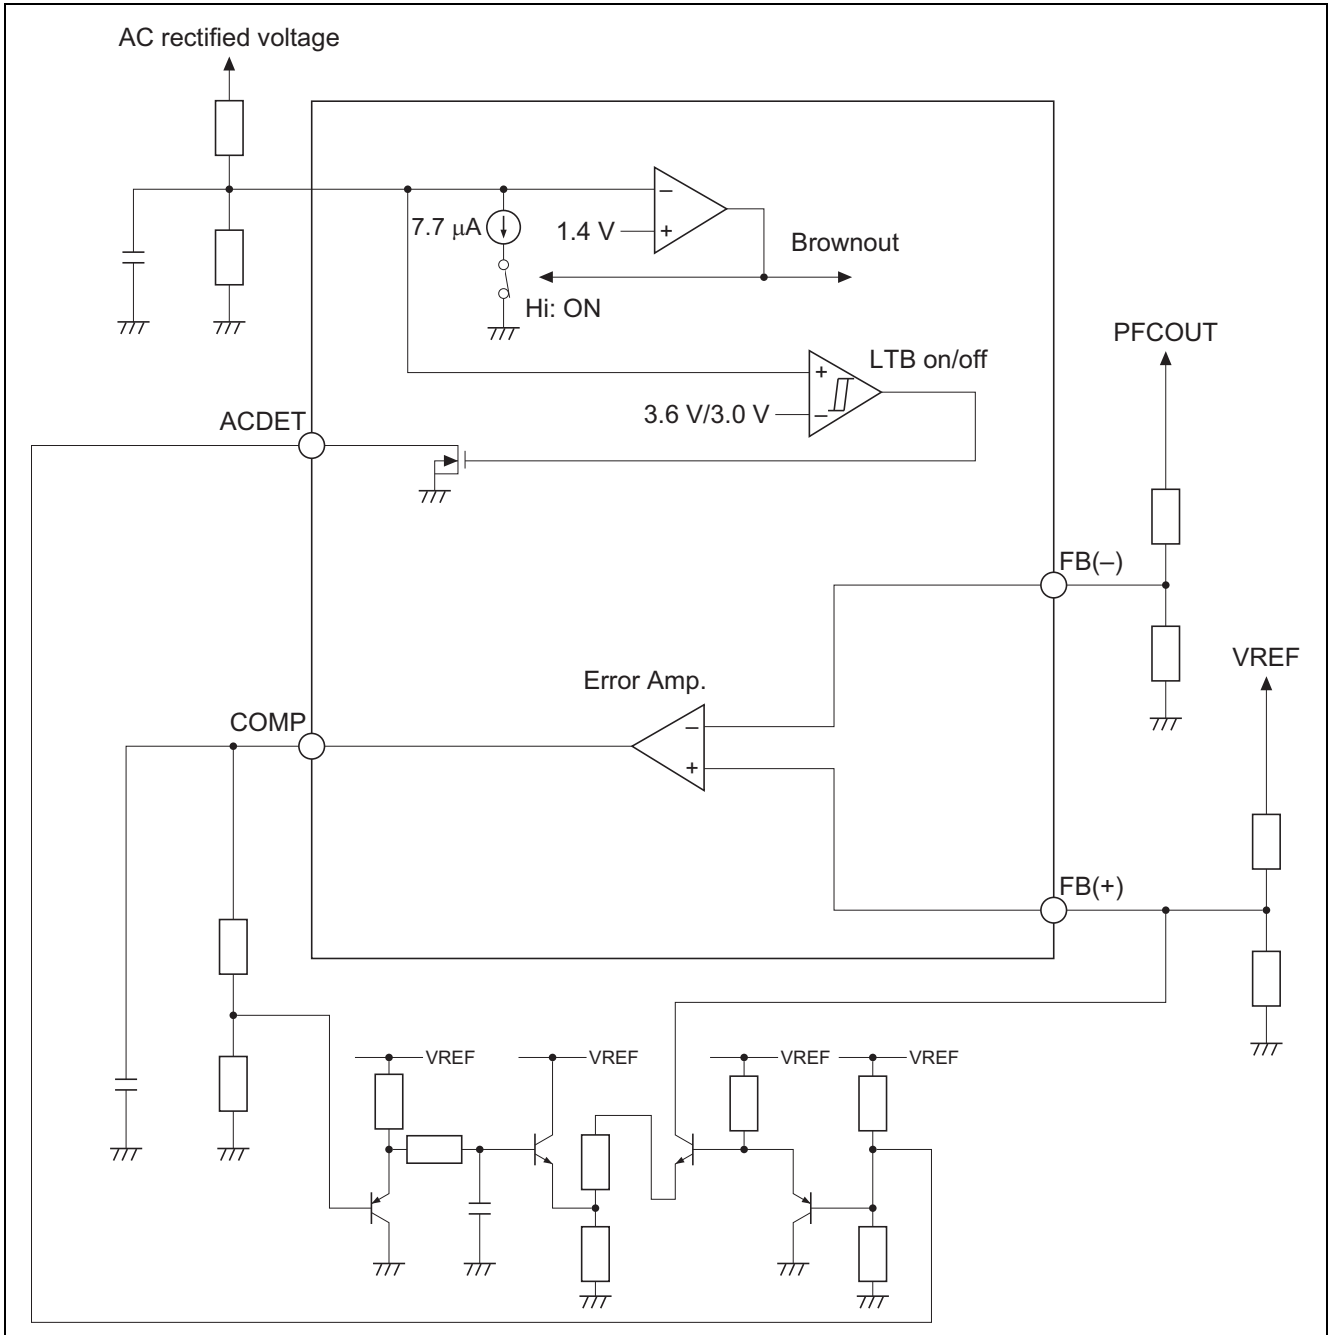 AC rectified voltage
7.7 μA
–
1.4 V
+
Brownout
Hi: ON
PFCOUT
LTB on/off
+
3.6 V/3.0 V
–
ACDET
FB(–)
VREF
Error Amp.
COMP
–
+
FB(+)
VREF
VREF
VREF
VREF